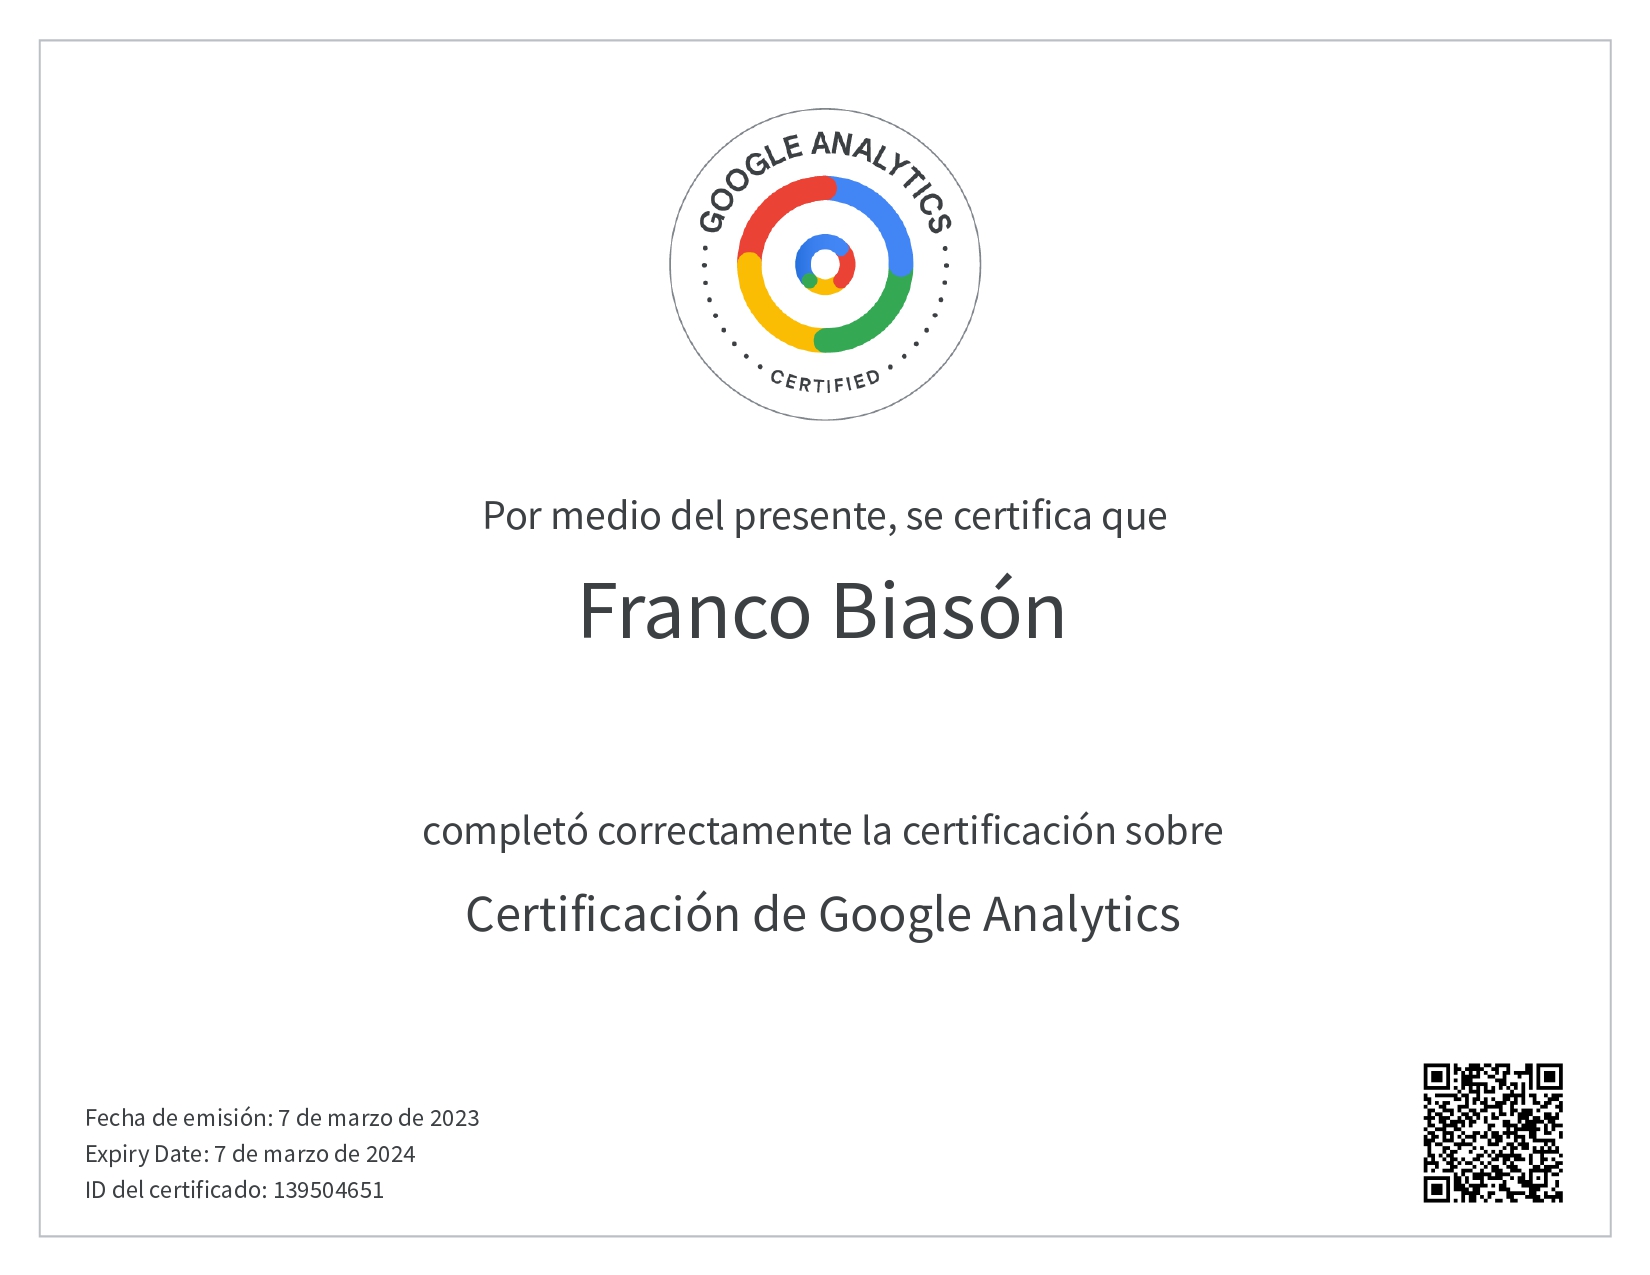 GOOGLE ANALYTICS
CERTIFIED
Por medio del presente, se certifica que
Franco Biasón
completó correctamente la certificación sobre
Certificación de Google Analytics
Fecha de emisión: 7 de marzo de 2023
Expiry Date: 7 de marzo de 2024
ID del certificado: 139504651